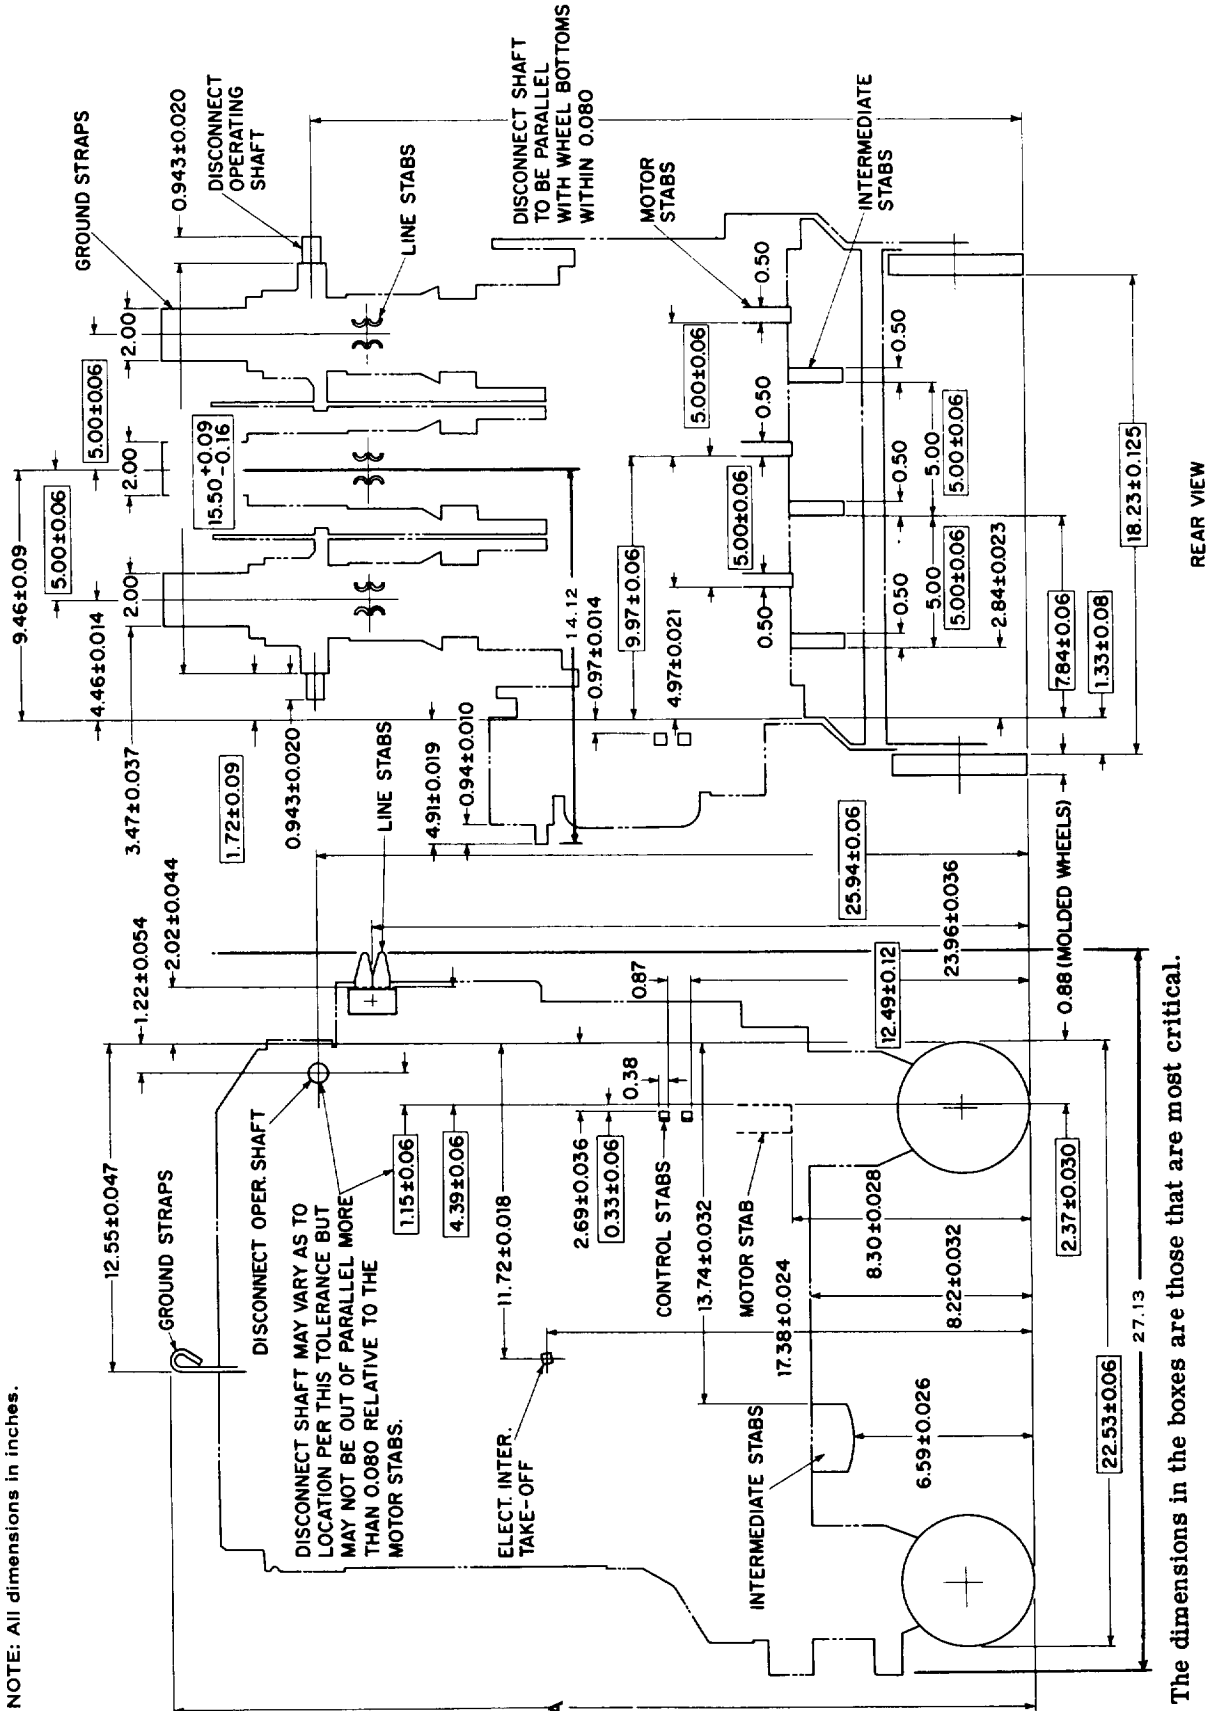 NOTE: All dimensions in inches.
12.55±0.047
GROUND STRAPS
DISCONNECT OPER. SHAFT
DISCONNECT SHAFT MAY VARY AS TO
LOCATION PER THIS TOLERANCE BUT
MAY NOT BE OUT OF PARALLEL MORE
THAN 0.080 RELATIVE TO THE
MOTOR STABS.
1.22±0.054
2.02±0.044
LINE STABS
1.15±0.06
4.39±0.06
11.72±0.018
ELECT. INTER.
TAKE-OFF
2.69±0.036
0.33±0.06
0.38
0.87
CONTROL STABS
13.74±0.032
MOTOR STAB
17.38±0.024
INTERMEDIATE STABS
8.30±0.028
8.22±0.032
6.59±0.026
2.37±0.030
22.53±0.06
27.13
A
25.94±0.06
23.96±0.036
12.49±0.12
0.88 (MOLDED WHEELS)
9.46±0.09
5.00±0.06
5.00±0.06
4.46±0.014
2.00
2.00
2.00
3.47±0.037
15.50+0.09
-0.16
GROUND STRAPS
0.943±0.020
DISCONNECT
OPERATING
SHAFT
LINE STABS
1.72±0.09
0.943±0.020
4.91±0.019
0.94±0.010
14.12
0.97±0.014
9.97±0.06
4.97±0.021
DISCONNECT SHAFT
TO BE PARALLEL
WITH WHEEL BOTTOMS
WITHIN 0.080
MOTOR
STABS
5.00±0.06
5.00±0.06
0.50
0.50
0.50
INTERMEDIATE
STABS
0.50
0.50
0.50
5.00
5.00±0.06
5.00
5.00±0.06
2.84±0.023
7.84±0.06
1.33±0.08
18.23±0.125
REAR VIEW
The dimensions in the boxes are those that are most critical.